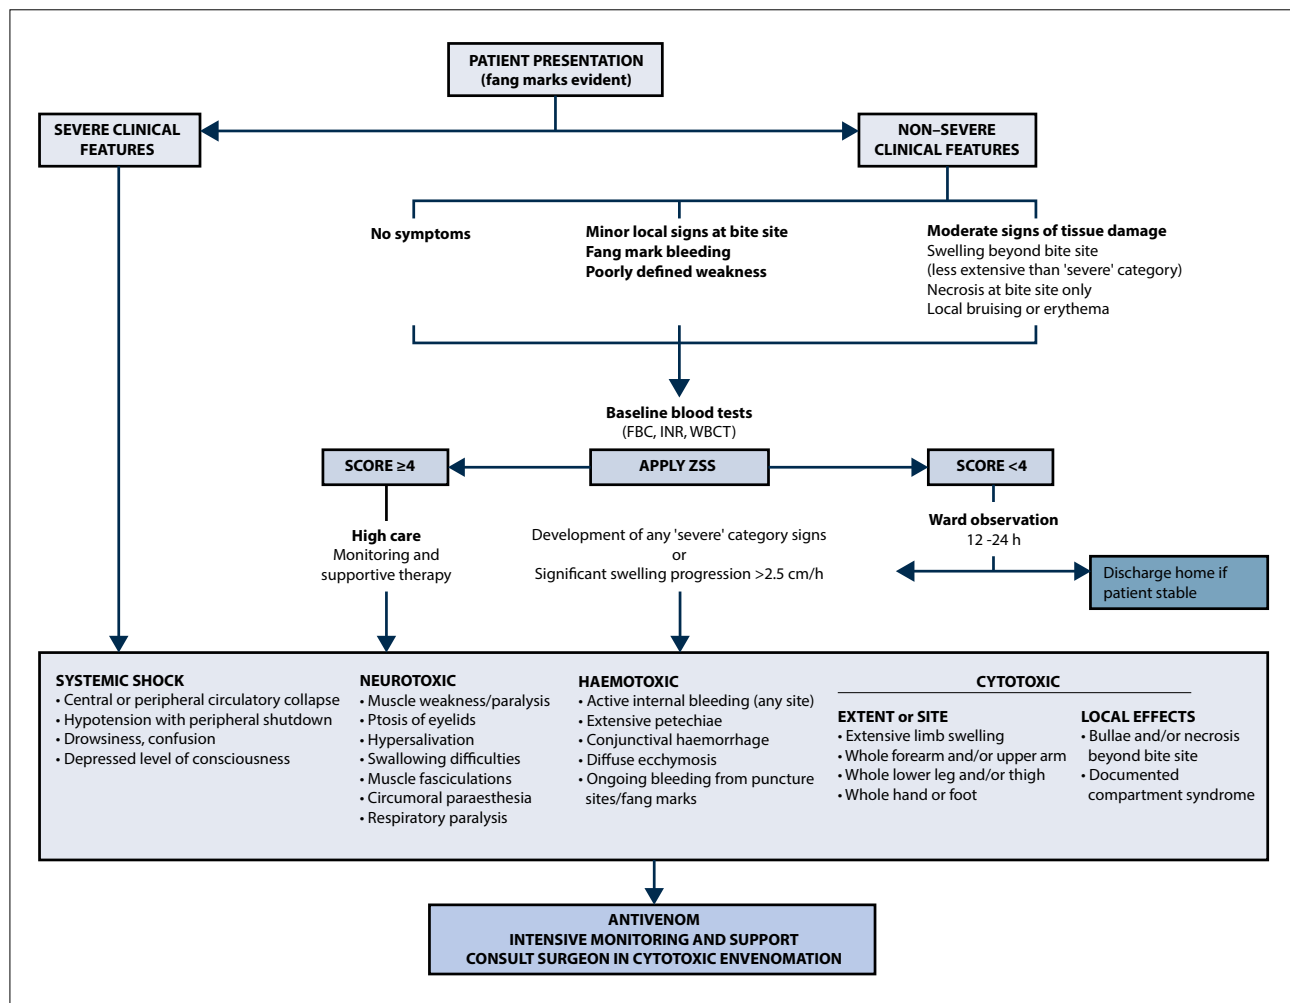 PATIENT PRESENTATION
(fang marks evident)
SEVERE CLINICAL
FEATURES
NON–SEVERE
CLINICAL FEATURES
No symptoms
Minor local signs at bite site
Fang mark bleeding
Poorly defined weakness
Moderate signs of tissue damage
Swelling beyond bite site
(less extensive than 'severe' category)
Necrosis at bite site only
Local bruising or erythema
Baseline blood tests
(FBC, INR, WBCT)
SCORE ≥4
APPLY ZSS
SCORE <4
High care
Monitoring and
supportive therapy
Development of any 'severe' category signs
or
Significant swelling progression >2.5 cm/h
Ward observation
12 -24 h
Discharge home if
patient stable
SYSTEMIC SHOCK
• Central or peripheral circulatory collapse
• Hypotension with peripheral shutdown
• Drowsiness, confusion
• Depressed level of consciousness
NEUROTOXIC
• Muscle weakness/paralysis
• Ptosis of eyelids
• Hypersalivation
• Swallowing difficulties
• Muscle fasciculations
• Circumoral paraesthesia
• Respiratory paralysis
HAEMOTOXIC
• Active internal bleeding (any site)
• Extensive petechiae
• Conjunctival haemorrhage
• Diffuse ecchymosis
• Ongoing bleeding from puncture
sites/fang marks
CYTOTOXIC
EXTENT or SITE
• Extensive limb swelling
• Whole forearm and/or upper arm
• Whole lower leg and/or thigh
• Whole hand or foot
LOCAL EFFECTS
• Bullae and/or necrosis
beyond bite site
• Documented
compartment syndrome
ANTIVENOM
INTENSIVE MONITORING AND SUPPORT
CONSULT SURGEON IN CYTOTOXIC ENVENOMATION